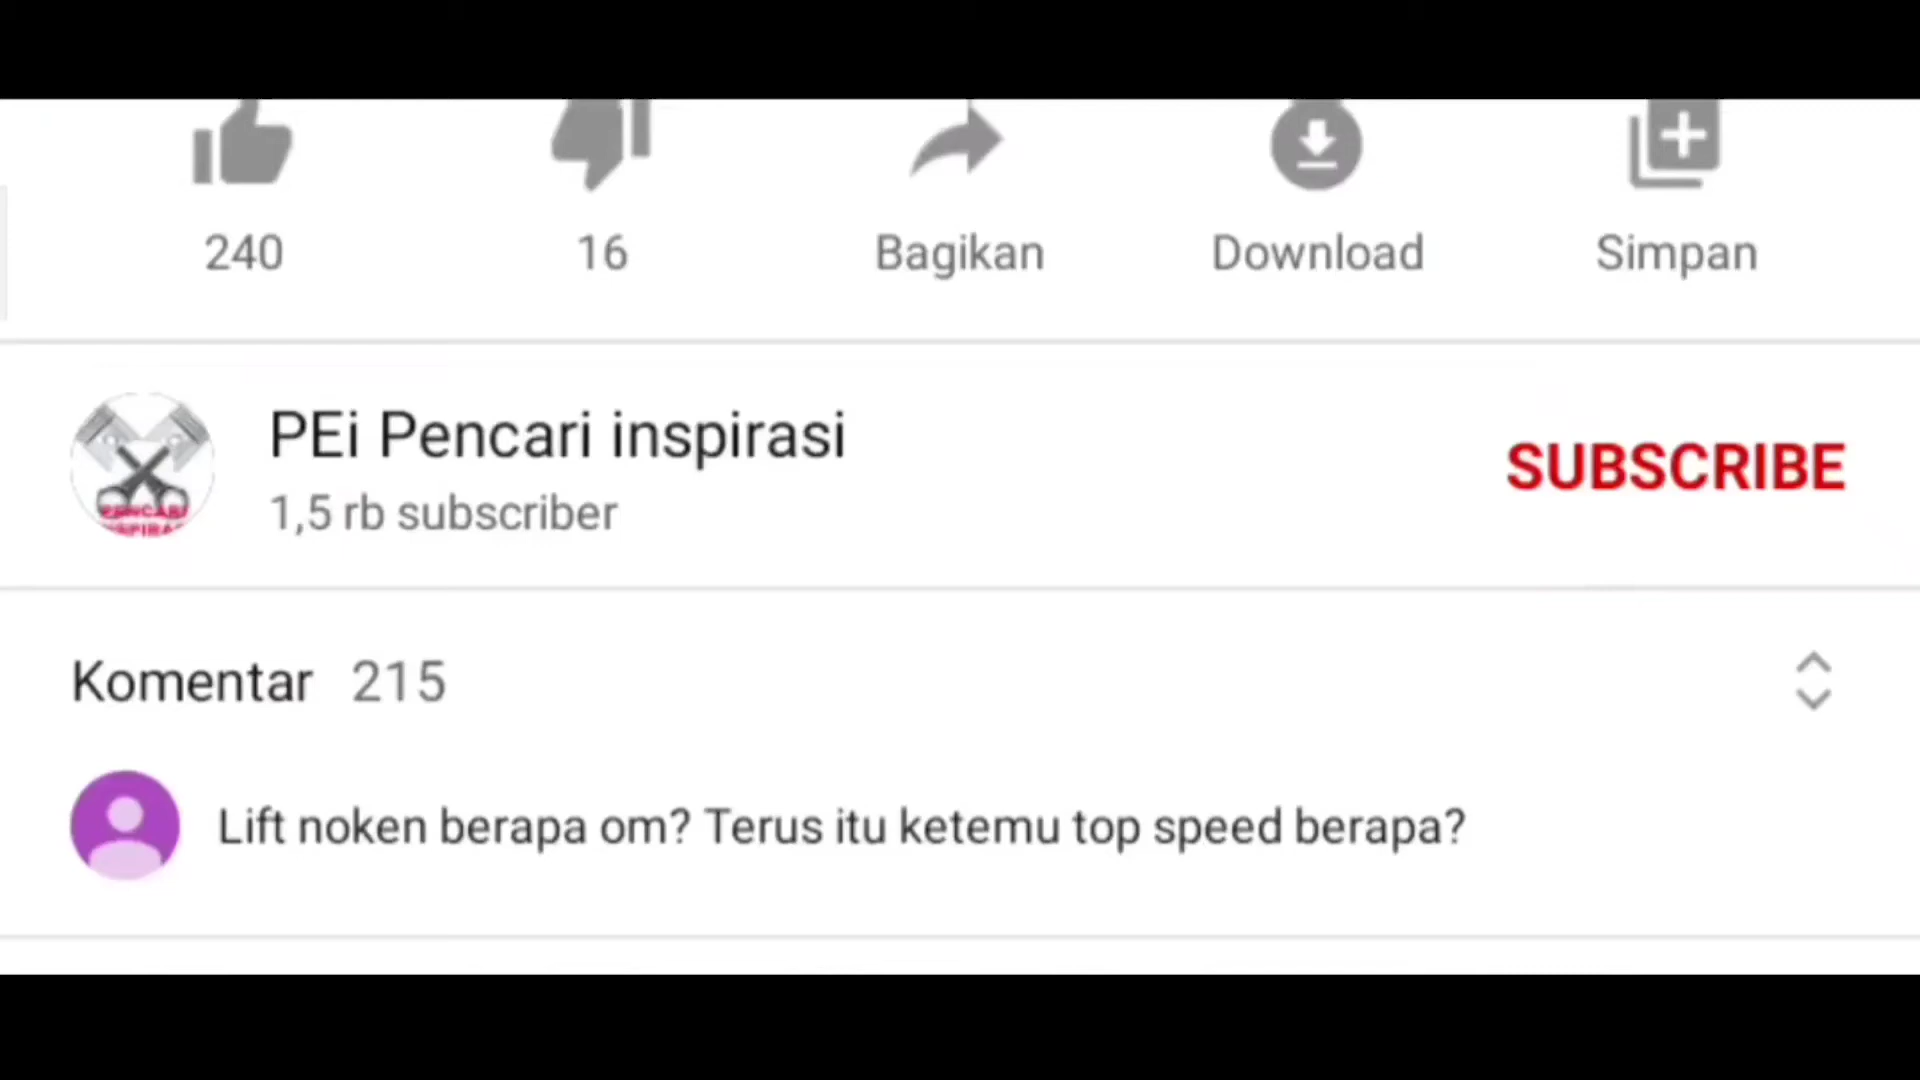 240
16
Bagikan
Download
Simpan
PEi Pencari inspirasi
SUBSCRIBE
1,5 rb subscriber
PENCARI
Komentar 215
Lift noken berapa om? Terus itu ketemu top speed berapa?